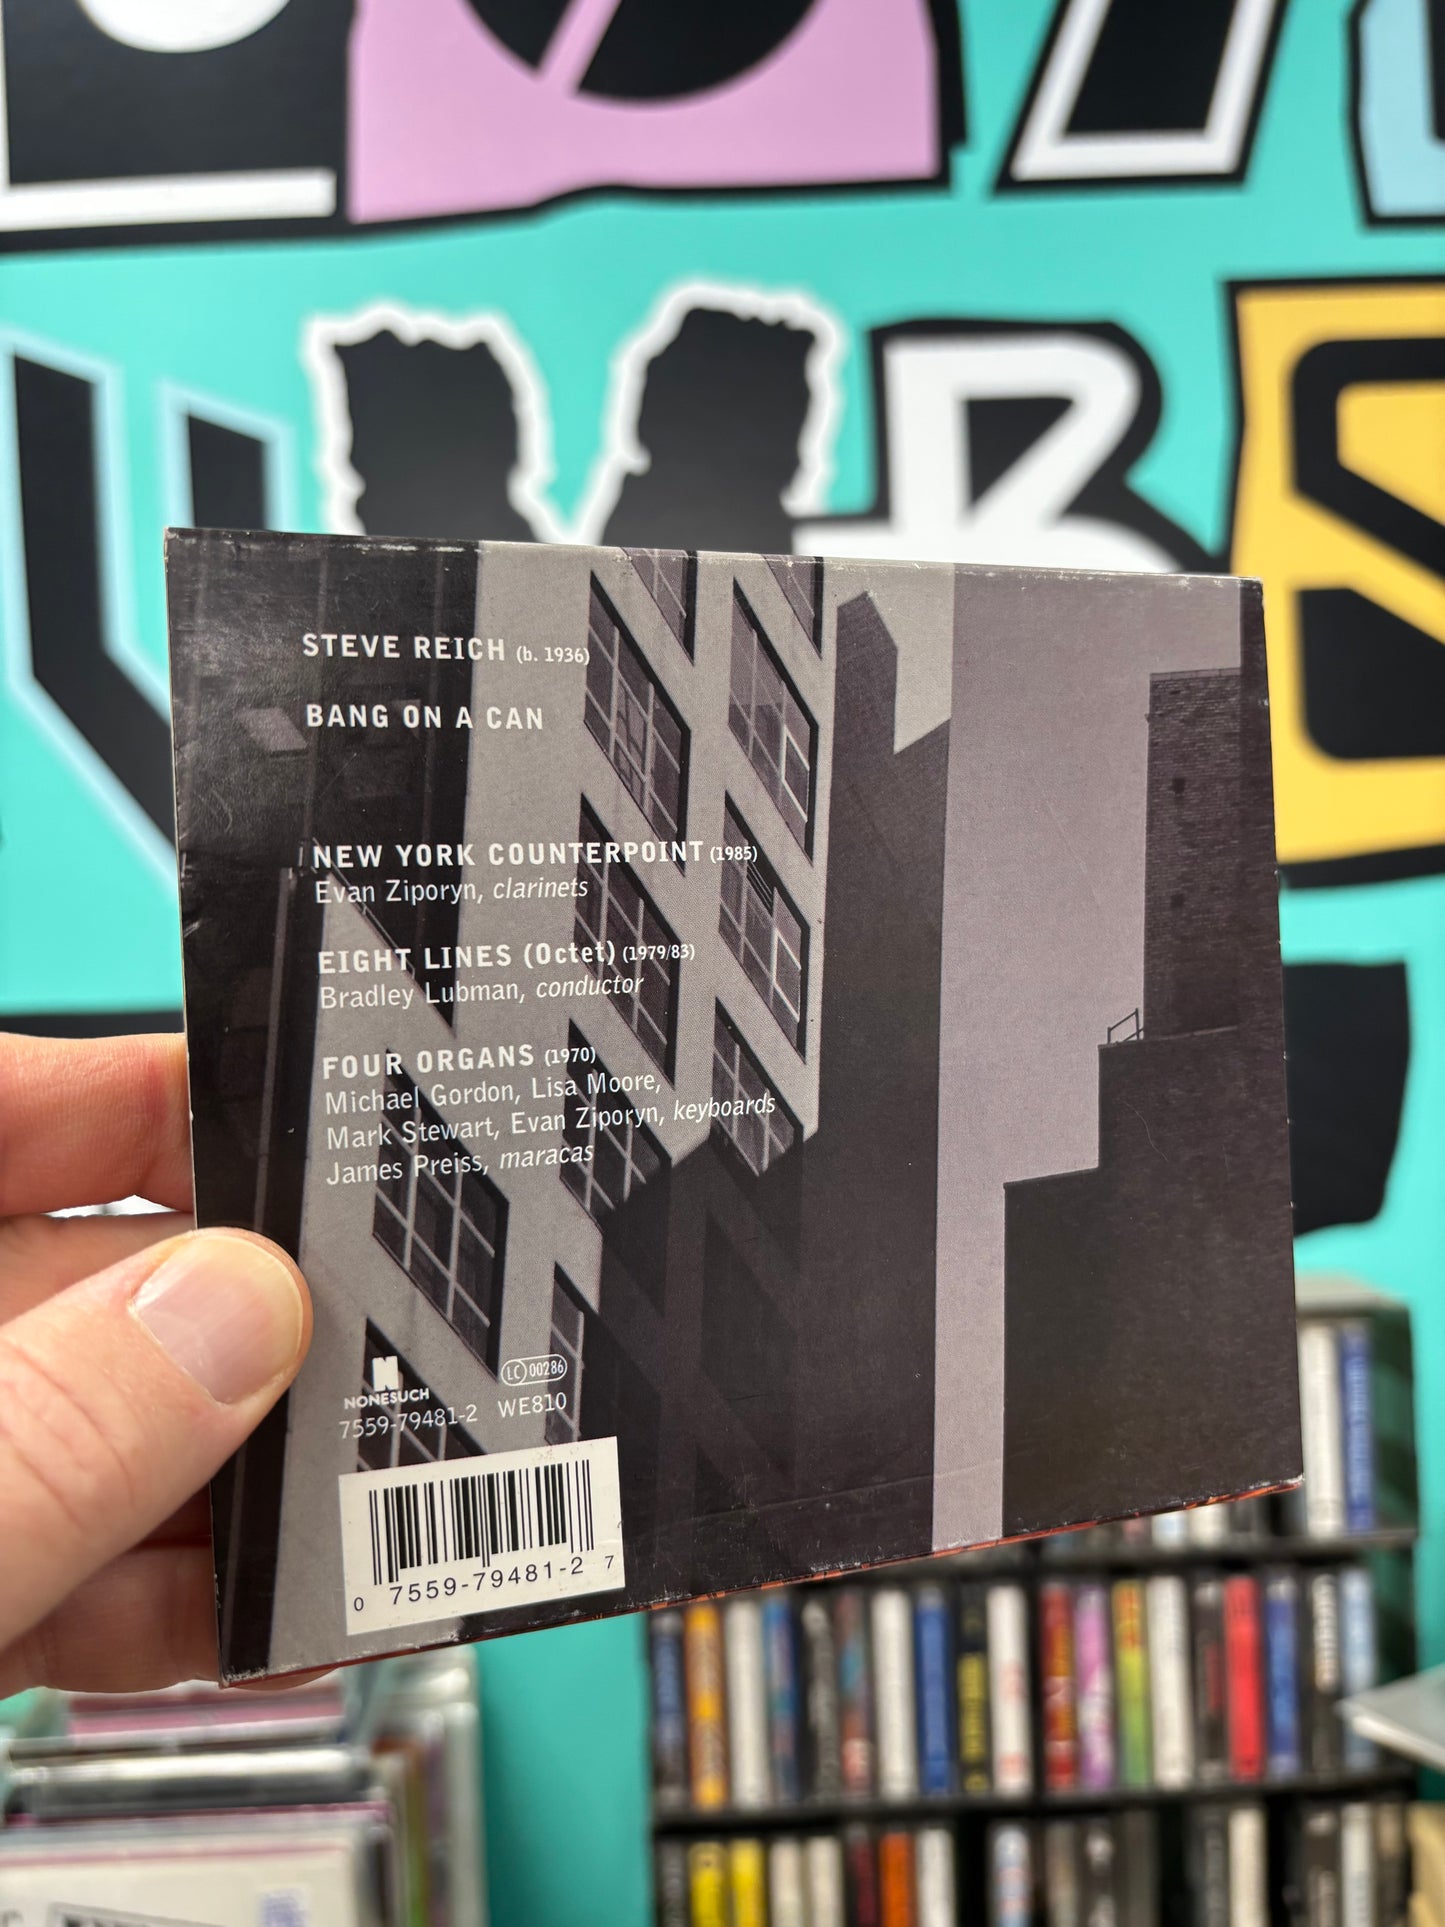 STEVE REICH (b. 1936)
BANG ON A CAN
NEW YORK COUNTERPOINT (1985)
Evan Ziporyn, clarinets
EIGHT LINES (Octet) (1979/83)
Bradley Lubman, conductor
FOUR ORGANS (1970)
Michael Gordon, Lisa Moore,
Mark Stewart, Evan Ziporyn, keyboards
James Preiss, maracas
N
NONESUCH
LC 00286
7559-79481-2 WE810
0 7559-79481-2 7